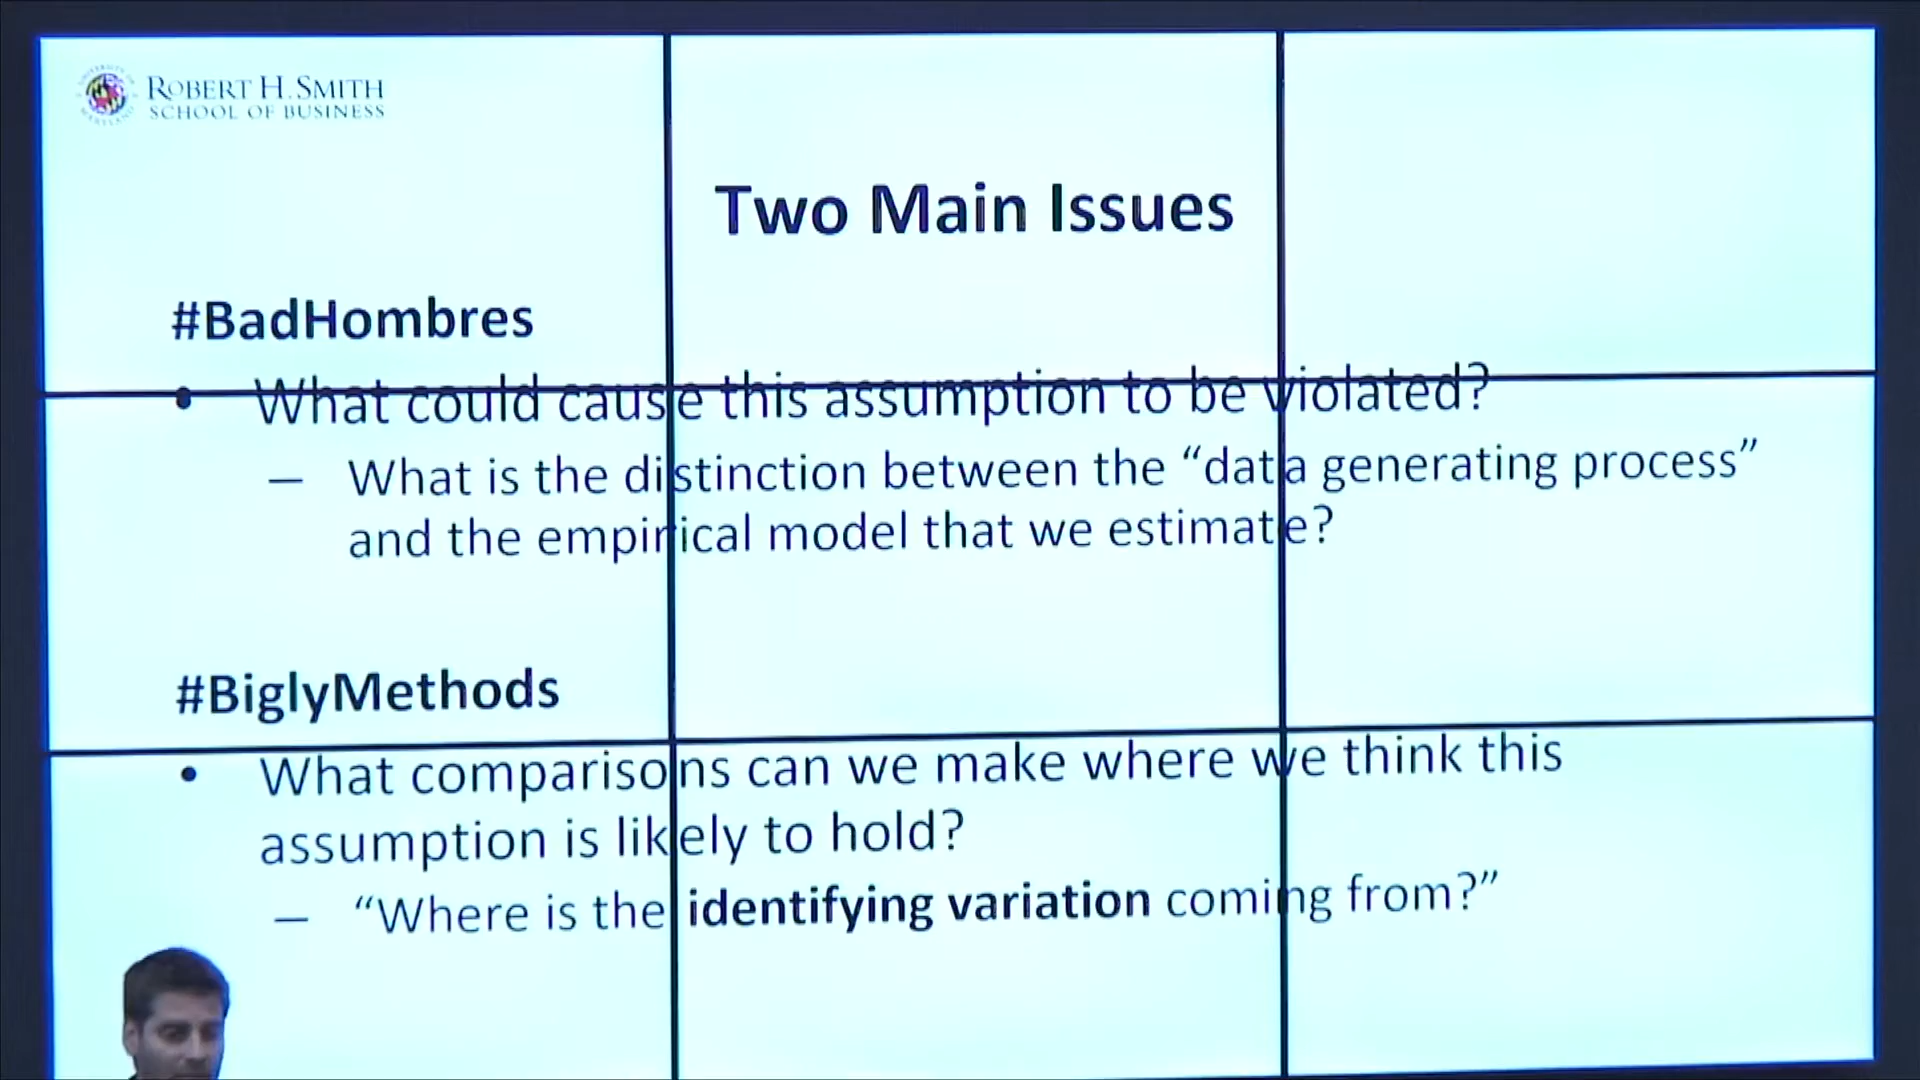 ROBERT H. SMITH
SCHOOL OF BUSINESS
Two Main Issues
#BadHombres
• What could cause this assumption to be violated?
— What is the distinction between the “data generating process”
and the empirical model that we estimate?
#BiglyMethods
• What comparisons can we make where we think this
assumption is likely to hold?
— “Where is the identifying variation coming from?”